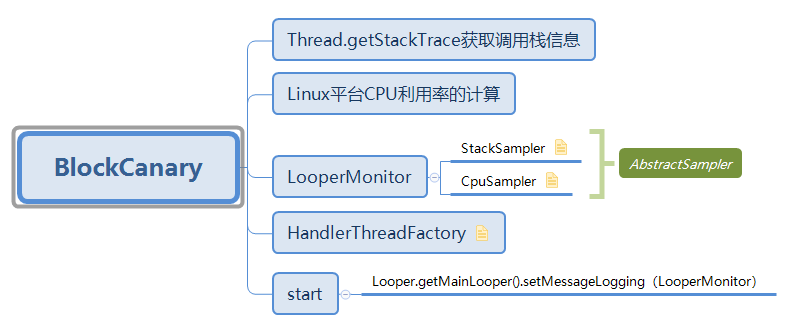 BlockCanary
Thread.getStackTrace获取调用栈信息
Linux平台CPU利用率的计算
LooperMonitor
StackSampler
CpuSampler
AbstractSampler
HandlerThreadFactory
start
Looper.getMainLooper().setMessageLogging（LooperMonitor）